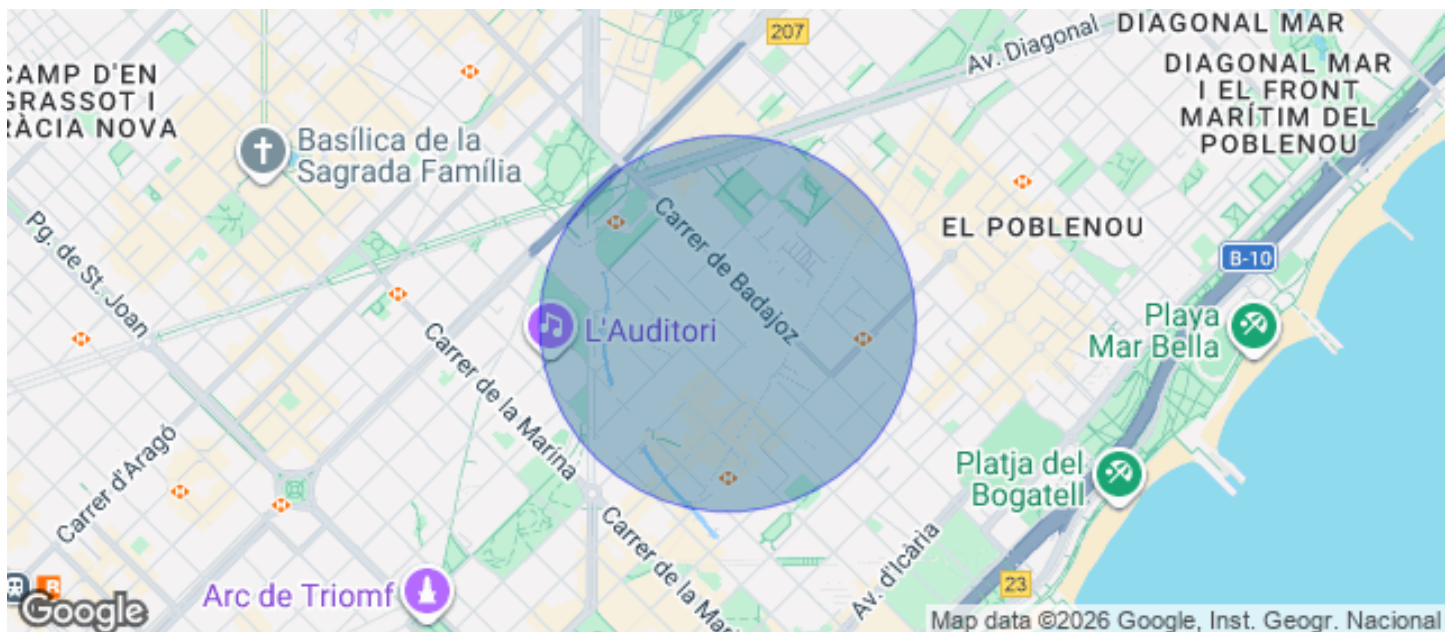 207
DIAGONAL MAR
Av. Diagonal
DIAGONAL MAR
I EL FRONT
MARÍTIM DEL
POBLENOU
CAMP D'EN
GRASSOT I
RÀCIA NOVA
Basílica de la
Sagrada Família
Carrer de Badajoz
EL POBLENOU
B-10
Pg. de St. Joan
L'Auditori
Playa
Mar Bella
Carrer de la Marina
Carrer d'Aragó
Platja del
Bogatell
Carrer de la Marina
Av. d'Icària
23
Arc de Triomf
Google
Map data ©2026 Google, Inst. Geogr. Nacional